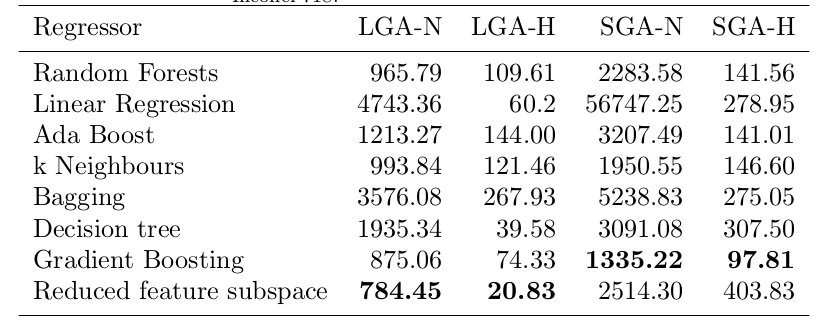 Regressor LGA-N LGA-H SGA-N SGA-H
Random Forests 965.79 109.61 2283.58 141.56
Linear Regression 4743.36 60.2 56747.25 278.95
Ada Boost 1213.27 144.00 3207.49 141.01
k Neighbours 993.84 121.46 1950.55 146.60
Bagging 3576.08 267.93 5238.83 275.05
Decision tree 1935.34 39.58 3091.08 307.50
Gradient Boosting 875.06 74.33 1335.22 97.81
Reduced feature subspace 784.45 20.83 2514.30 403.83